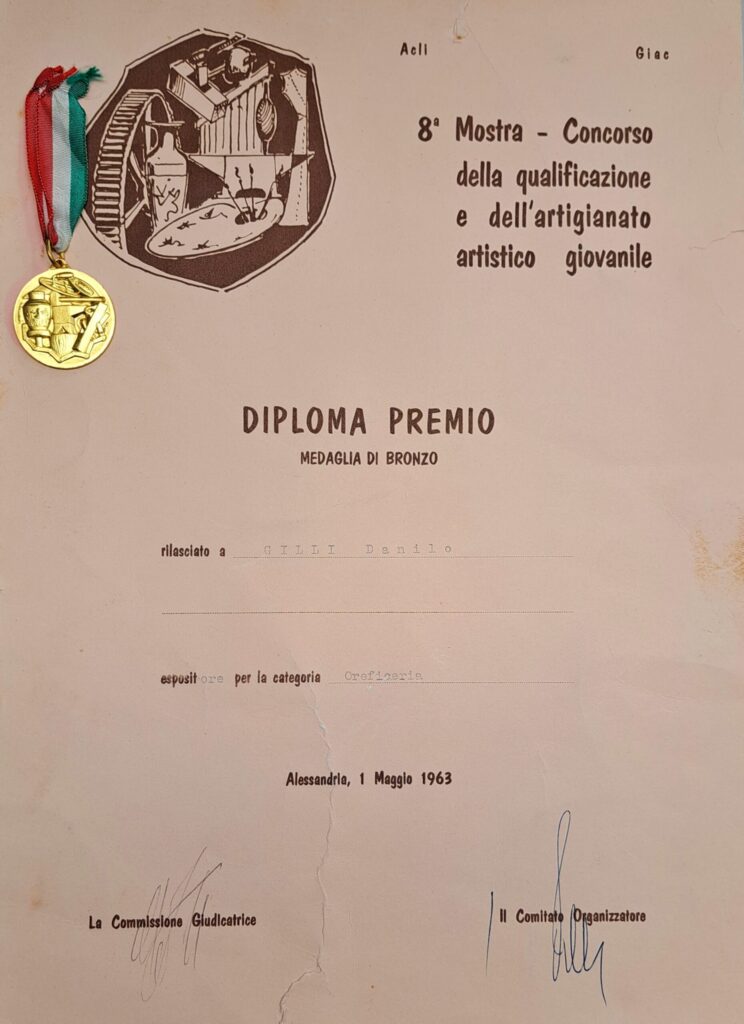 Acli Giac
8ª Mostra - Concorso
della qualificazione
e dell'artigianato
artistico giovanile
DIPLOMA PREMIO
MEDAGLIA DI BRONZO
rilasciato a GILLI Danilo
espositore per la categoria Oreficeria
Alessandria, 1 Maggio 1963
La Commissione Giudicatrice
Il Comitato Organizzatore